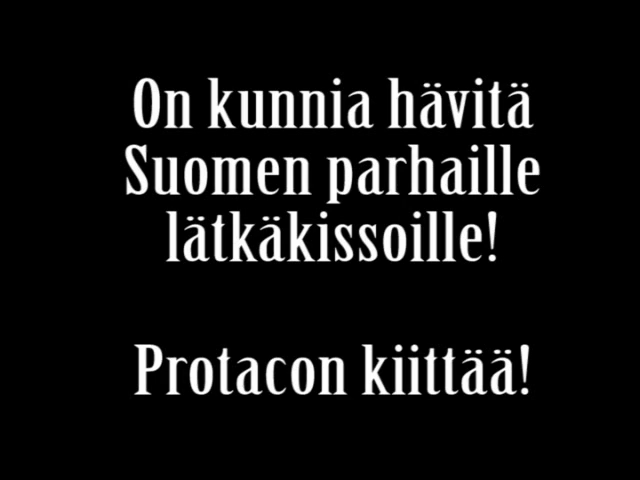 On kunnia hävitä
Suomen parhaille
lätkäkissoille!
Protacon kiittää!